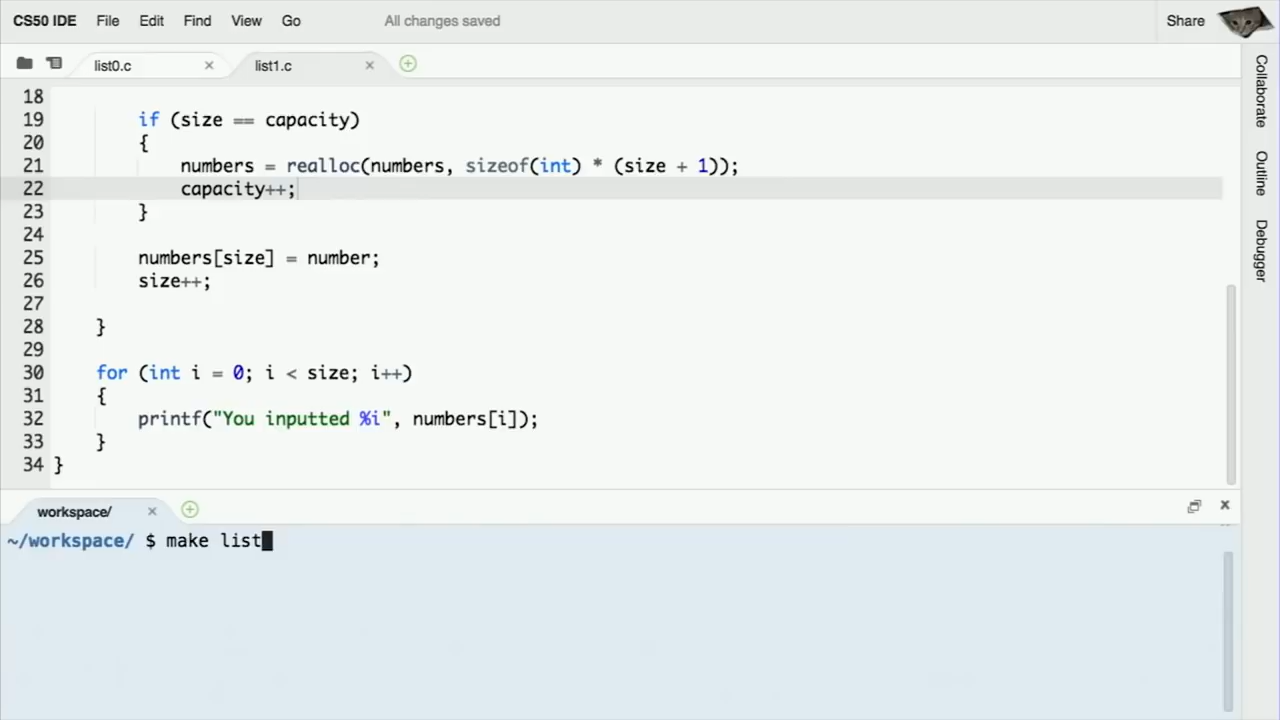 CS50 IDE File Edit Find View Go All changes saved Share
list0.c × list1.c ×
18
19 if (size == capacity)
20 {
21 numbers = realloc(numbers, sizeof(int) * (size + 1));
22 capacity++;
23 }
24
25 numbers[size] = number;
26 size++;
27
28 }
29
30 for (int i = 0; i < size; i++)
31 {
32 printf("You inputted %i", numbers[i]);
33 }
34 }
workspace/ ×
~/workspace/ $ make list
Collaborate
Outline
Debugger